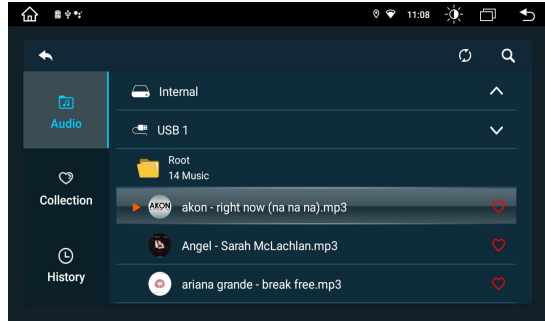 11:08
Internal
Audio
USB 1
Root
14 Music
Collection
AKON
akon - right now (na na na).mp3
Angel - Sarah McLachlan.mp3
History
ariana grande - break free.mp3